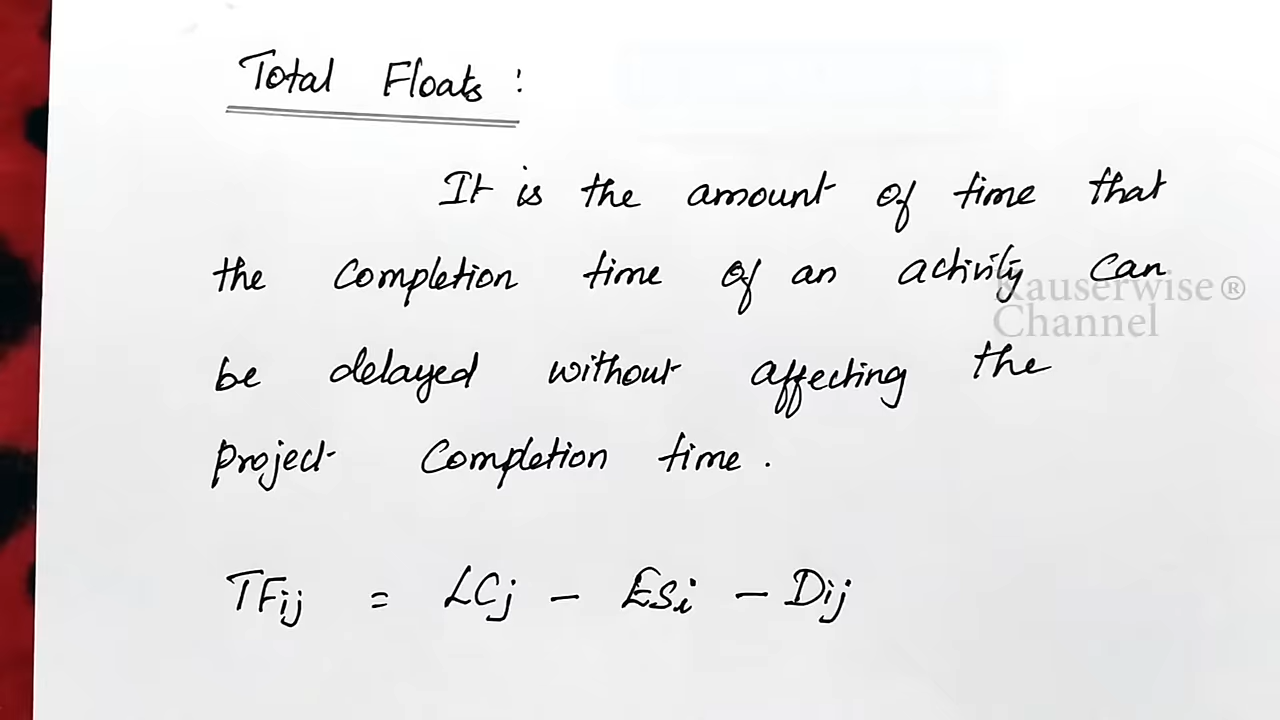 Total Floats :
It is the amount of time that
the completion time of an activity can
Kauserwise®
Channel
be delayed without affecting the
project completion time .
TFij = LCj - ESi - Dij